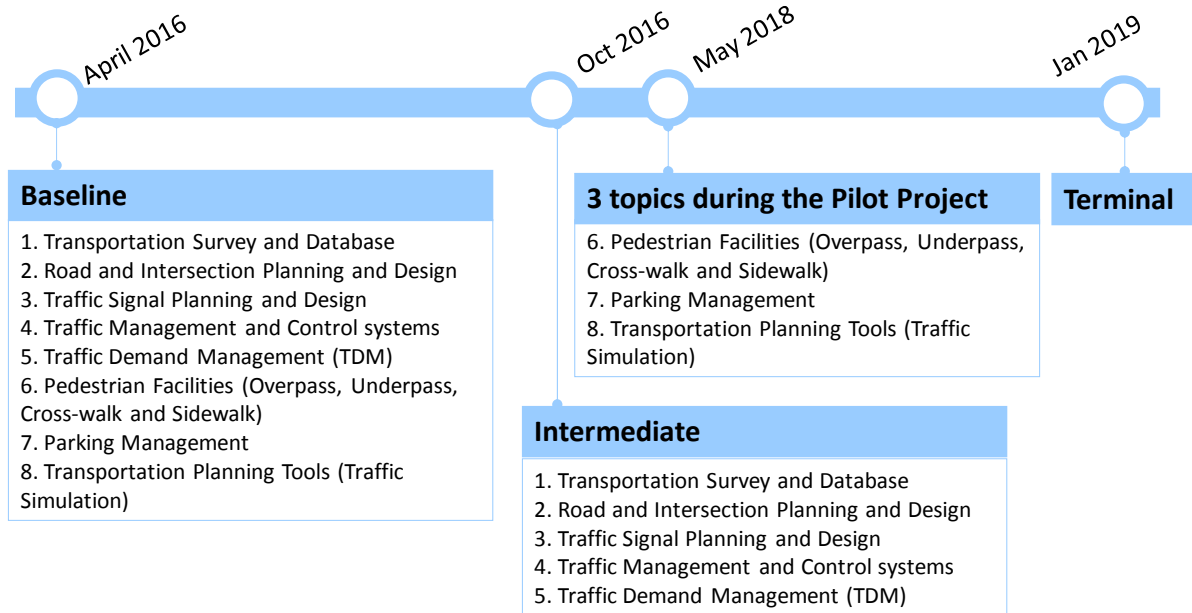 April 2016
Oct 2016
May 2018
Jan 2019
Baseline
1. Transportation Survey and Database
2. Road and Intersection Planning and Design
3. Traffic Signal Planning and Design
4. Traffic Management and Control systems
5. Traffic Demand Management (TDM)
6. Pedestrian Facilities (Overpass, Underpass,
Cross-walk and Sidewalk)
7. Parking Management
8. Transportation Planning Tools (Traffic
Simulation)
3 topics during the Pilot Project
6. Pedestrian Facilities (Overpass, Underpass,
Cross-walk and Sidewalk)
7. Parking Management
8. Transportation Planning Tools (Traffic
Simulation)
Terminal
Intermediate
1. Transportation Survey and Database
2. Road and Intersection Planning and Design
3. Traffic Signal Planning and Design
4. Traffic Management and Control systems
5. Traffic Demand Management (TDM)